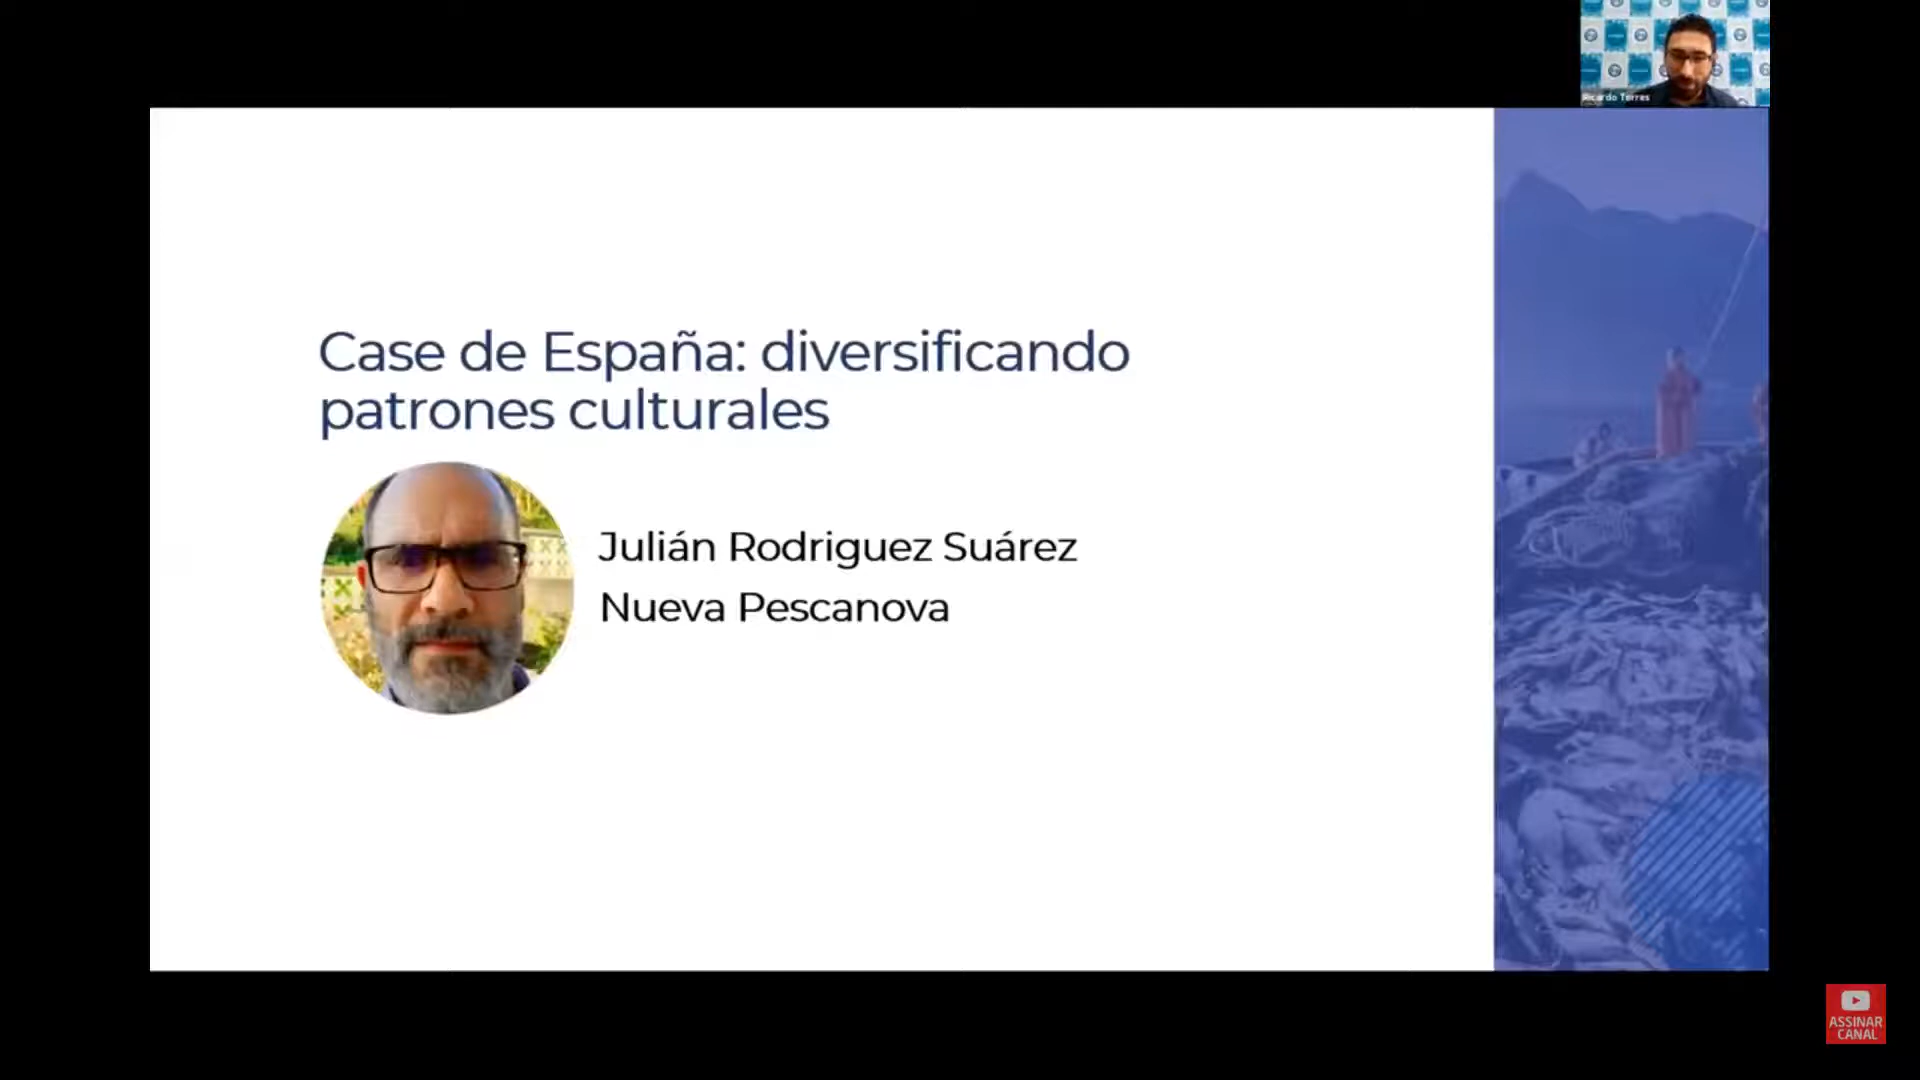 Ricardo Torres
Case de España: diversificando
patrones culturales
Julián Rodriguez Suárez
Nueva Pescanova
ASSINAR
CANAL